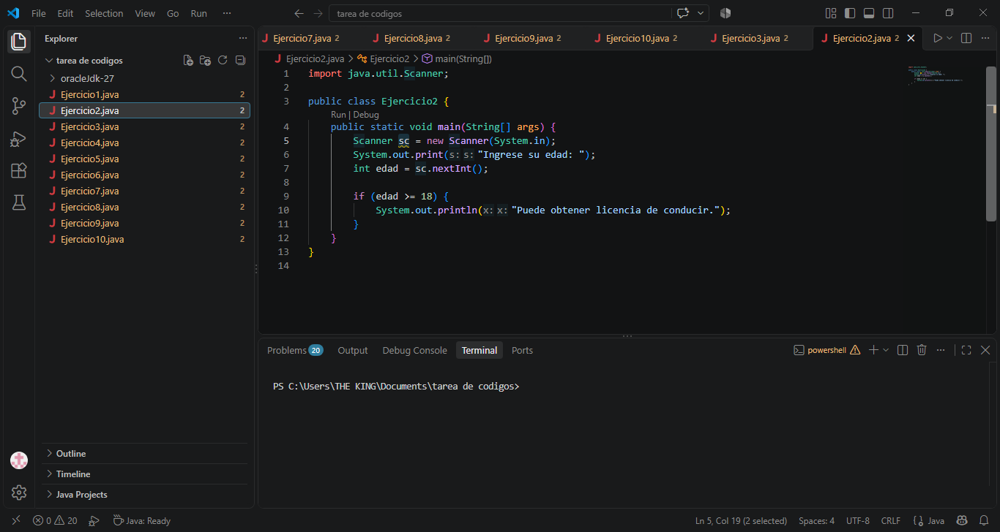 File Edit Selection View Go Run ···
tarea de codigos
Explorer ···
tarea de codigos
oracleJdk-27
Ejercicio1.java 2
Ejercicio2.java 2
Ejercicio3.java 2
Ejercicio4.java 2
Ejercicio5.java 2
Ejercicio6.java 2
Ejercicio7.java 2
Ejercicio8.java 2
Ejercicio9.java 2
Ejercicio10.java 2
Outline
Timeline
Java Projects
Ejercicio7.java 2 Ejercicio8.java 2 Ejercicio9.java 2 Ejercicio10.java 2 Ejercicio3.java 2 Ejercicio2.java 2
Ejercicio2.java > Ejercicio2 > main(String[])
1 import java.util.Scanner;
2
3 public class Ejercicio2 {
Run | Debug
4 public static void main(String[] args) {
5 Scanner sc = new Scanner(System.in);
6 System.out.print(s: s: "Ingrese su edad: ");
7 int edad = sc.nextInt();
8
9 if (edad >= 18) {
10 System.out.println(x: x: "Puede obtener licencia de conducir.");
11 }
12 }
13 }
14
Problems 20 Output Debug Console Terminal Ports
powershell
PS C:\Users\THE KING\Documents\tarea de codigos>
0 20 Java: Ready
Ln 5, Col 19 (2 selected) Spaces: 4 UTF-8 CRLF {} Java